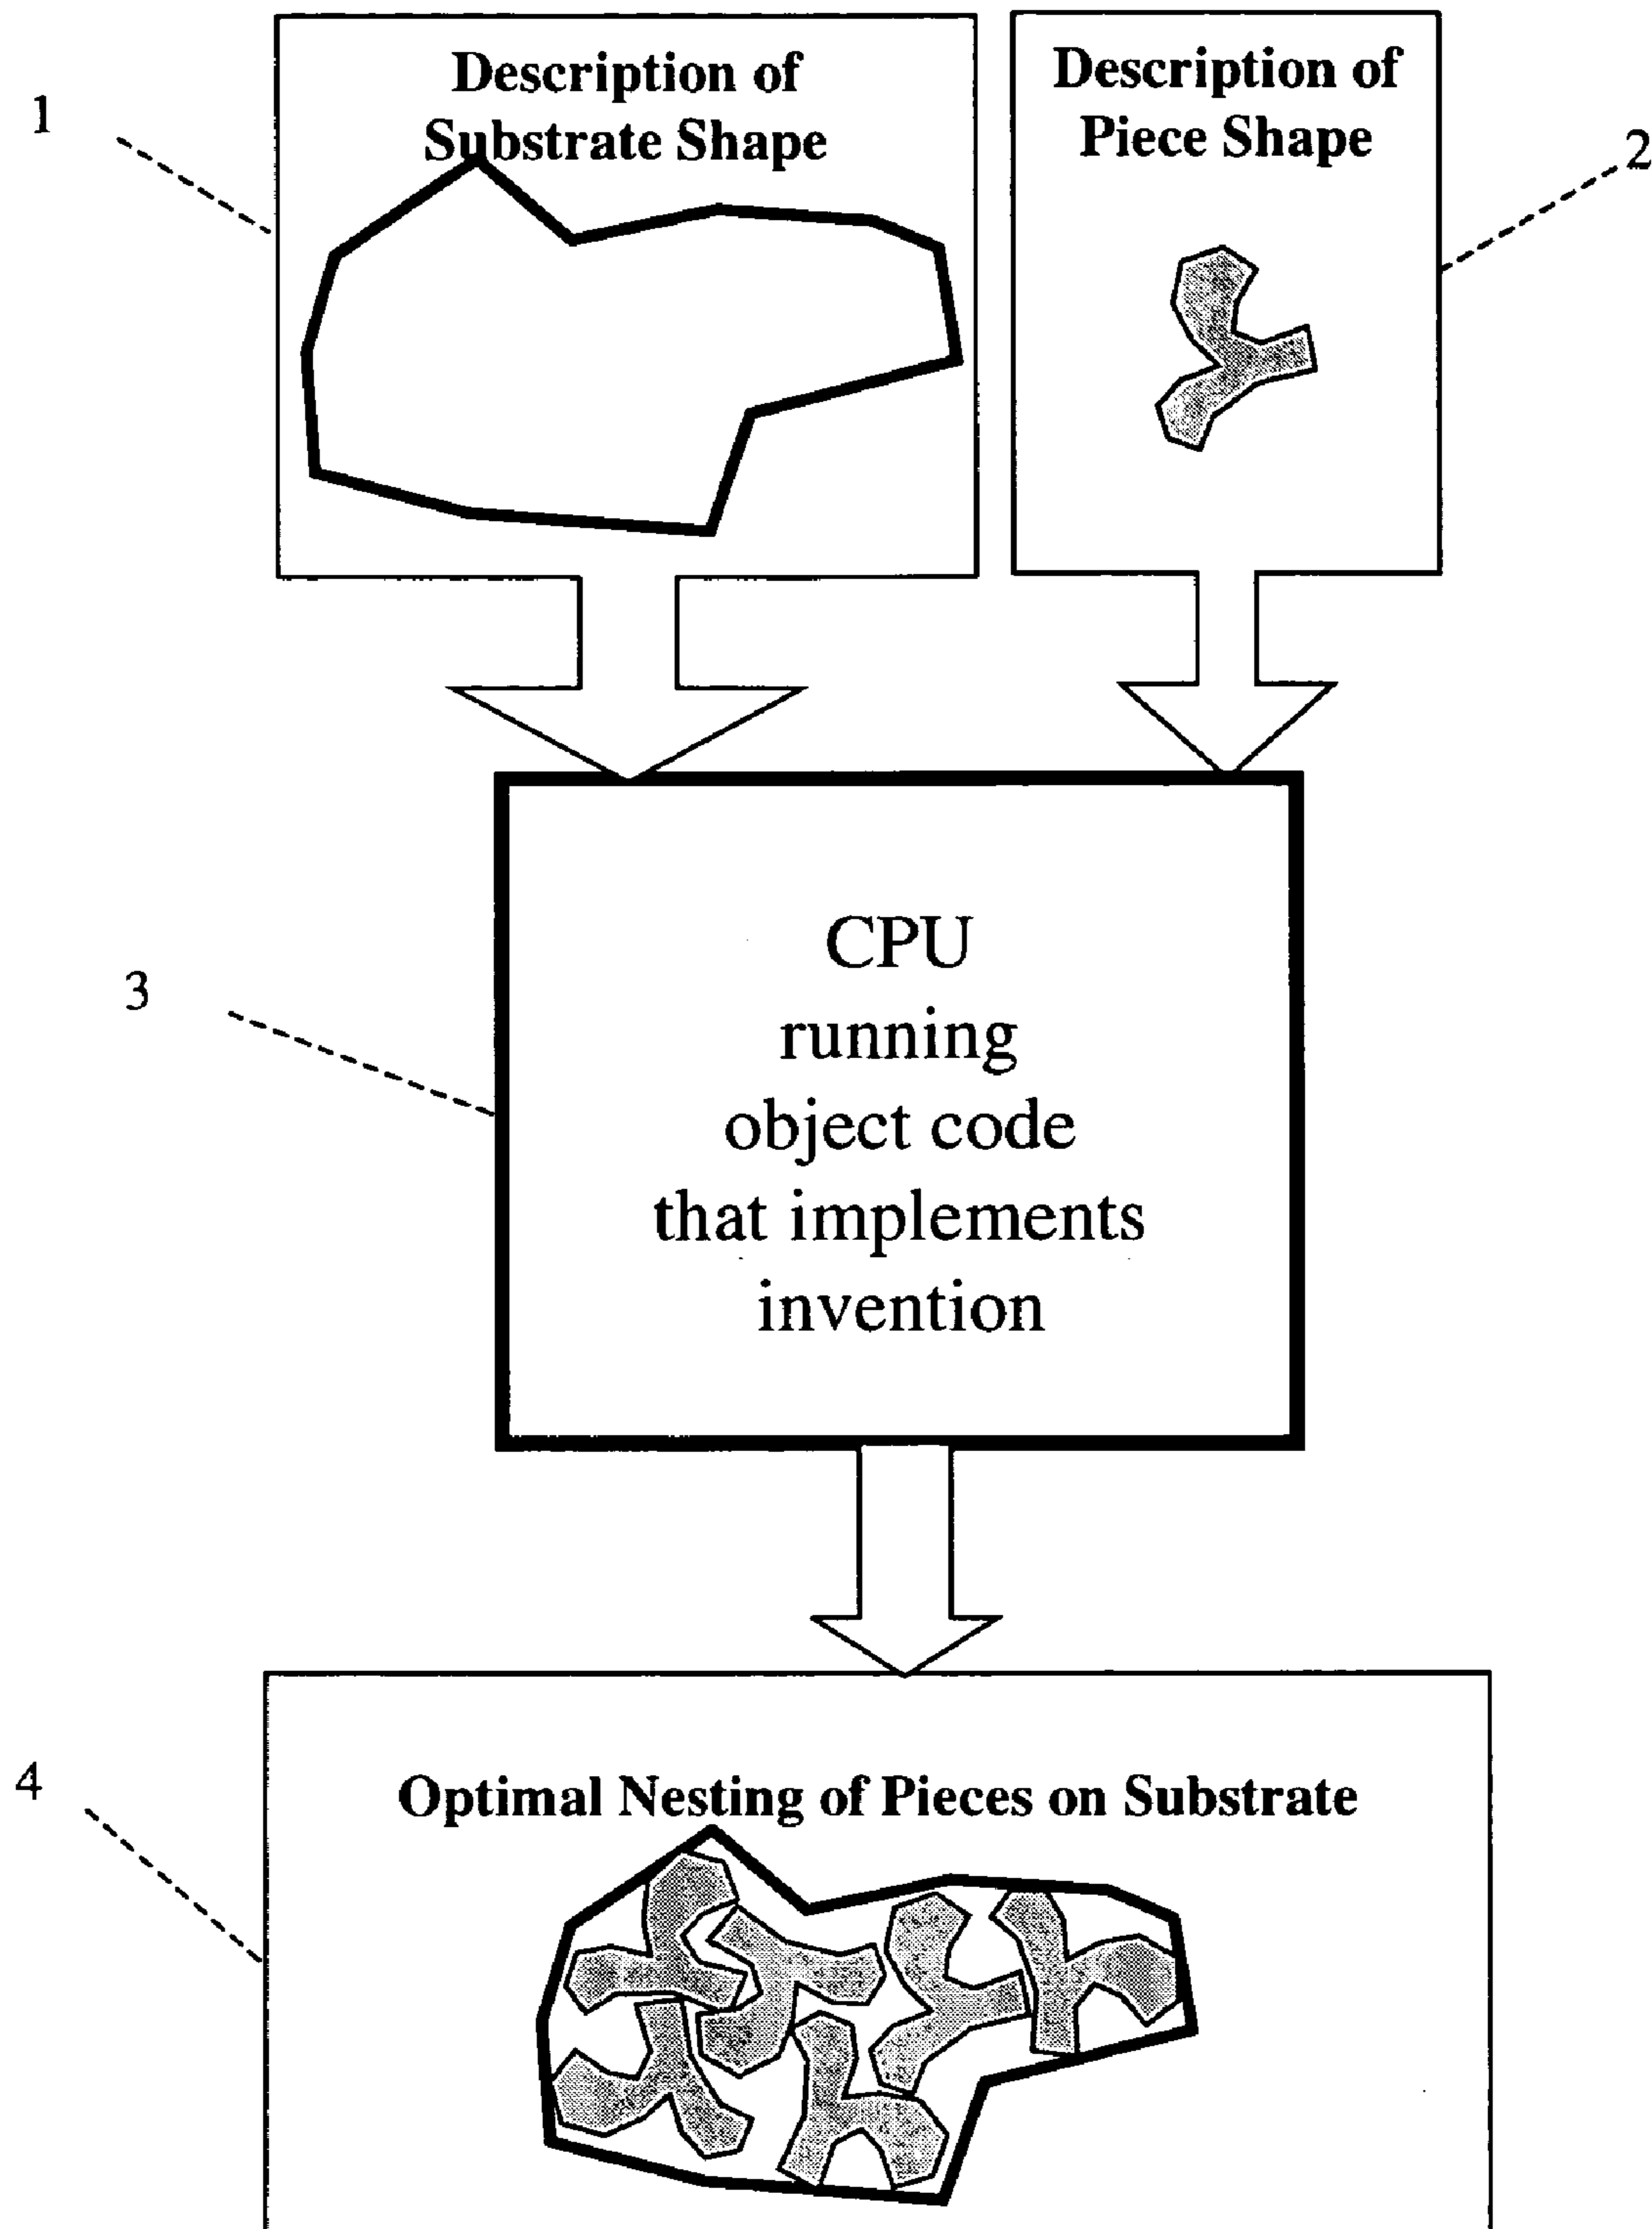 Description of
Substrate Shape
Description of
Piece Shape
1
2
CPU
running
object code
that implements
invention
3
4
Optimal Nesting of Pieces on Substrate